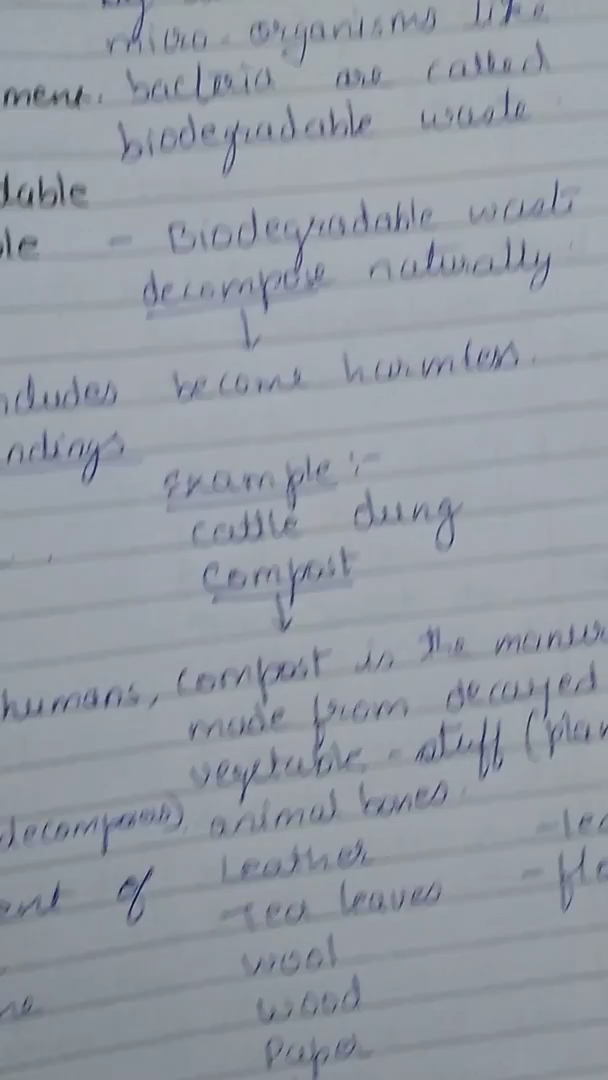 micro-organisms like
ment. bacteria are called
biodegradable waste
dable
le - Biodegradable waste
decompose naturally
↓
ncludes become harmless.
ndings
Example :-
cattle dung
compost
↓
humans, compost is the manure
made from decayed
vegetable-stuff (plan
animal bones.
Leather
ent of Tea leaves
wool
wood
Paper